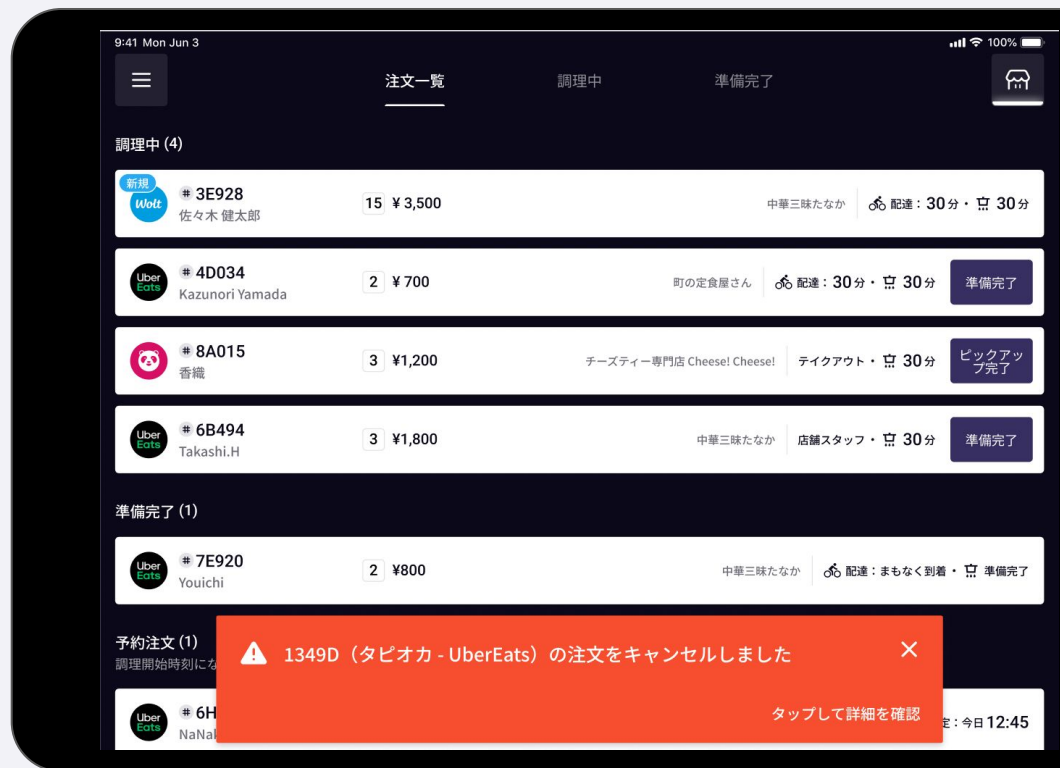 9:41 Mon Jun 3
100%
注文一覧 調理中 準備完了
調理中 (4)
新規
Wolt
# 3E928
佐々木 健太郎
15 ¥ 3,500
中華三昧たなか
配達：30分・ 30分
Uber Eats
# 4D034
Kazunori Yamada
2 ¥ 700
町の定食屋さん
配達：30分・ 30分
準備完了
# 8A015
香織
3 ¥1,200
チーズティー専門店 Cheese! Cheese!
テイクアウト・ 30分
ピックアップ完了
Uber Eats
# 6B494
Takashi.H
3 ¥1,800
中華三昧たなか
店舗スタッフ・ 30分
準備完了
準備完了 (1)
Uber Eats
# 7E920
Youichi
2 ¥800
中華三昧たなか
配達：まもなく到着・ 準備完了
予約注文 (1)
調理開始時刻にな
1349D（タピオカ - UberEats）の注文をキャンセルしました
タップして詳細を確認
Uber Eats
# 6H
NaNa
定：今日 12:45